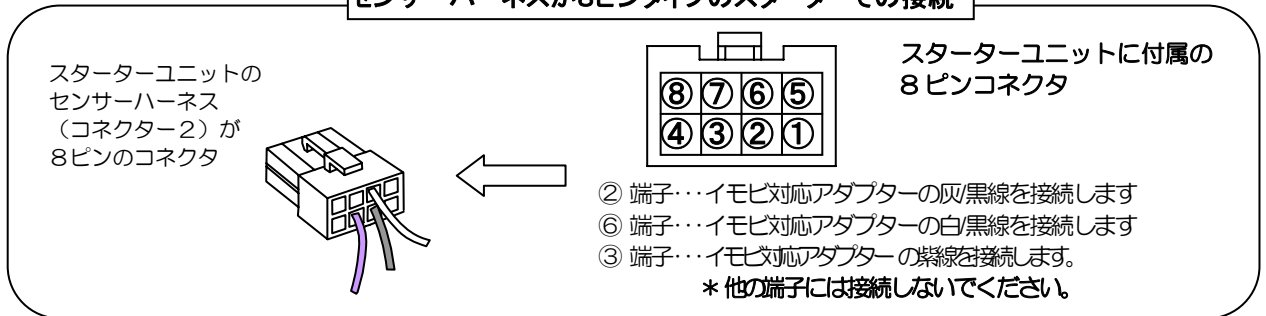 センサーハーネスが8ピンタイプのスターターでの接続
スターターユニットの
センサーハーネス
（コネクター２）が
８ピンのコネクタ
⑧⑦⑥⑤
④③②①
スターターユニットに付属の
８ピンコネクタ
② 端子･･･イモビ対応アダプターの灰/黒線を接続します
⑥ 端子･･･イモビ対応アダプターの白/黒線を接続します
③ 端子･･･イモビ対応アダプター の紫線を接続します。
＊他の端子には接続しないでください。